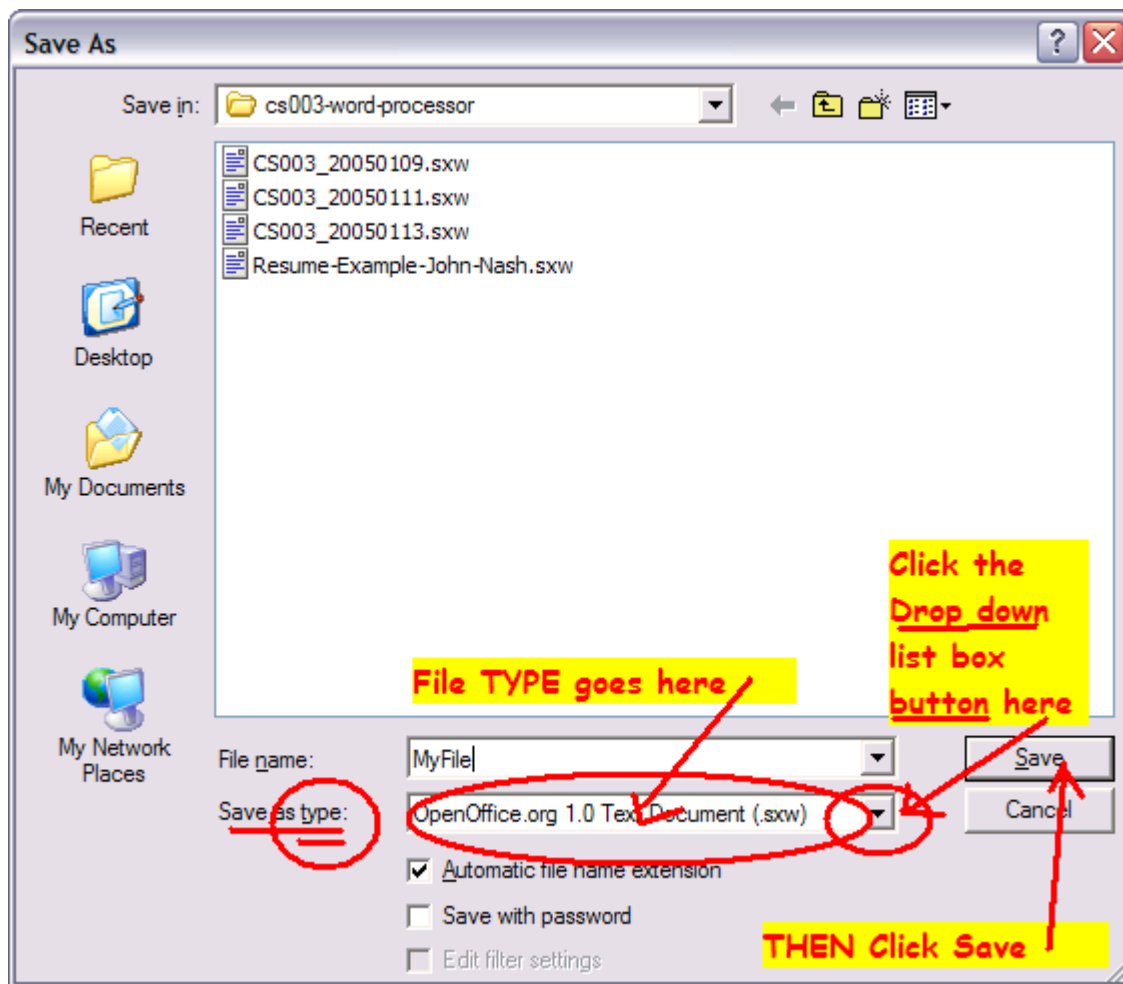 Save As
Save in:
cs003-word-processor
CS003_20050109.sxw
CS003_20050111.sxw
CS003_20050113.sxw
Resume-Example-John-Nash.sxw
Recent
Desktop
My Documents
My Computer
My Network
Places
Click the
Drop down
list box
button here
File TYPE goes here
File name:
MyFile
Save
Save as type:
OpenOffice.org 1.0 Text Document (.sxw)
Cancel
Automatic file name extension
Save with password
Edit filter settings
THEN Click Save